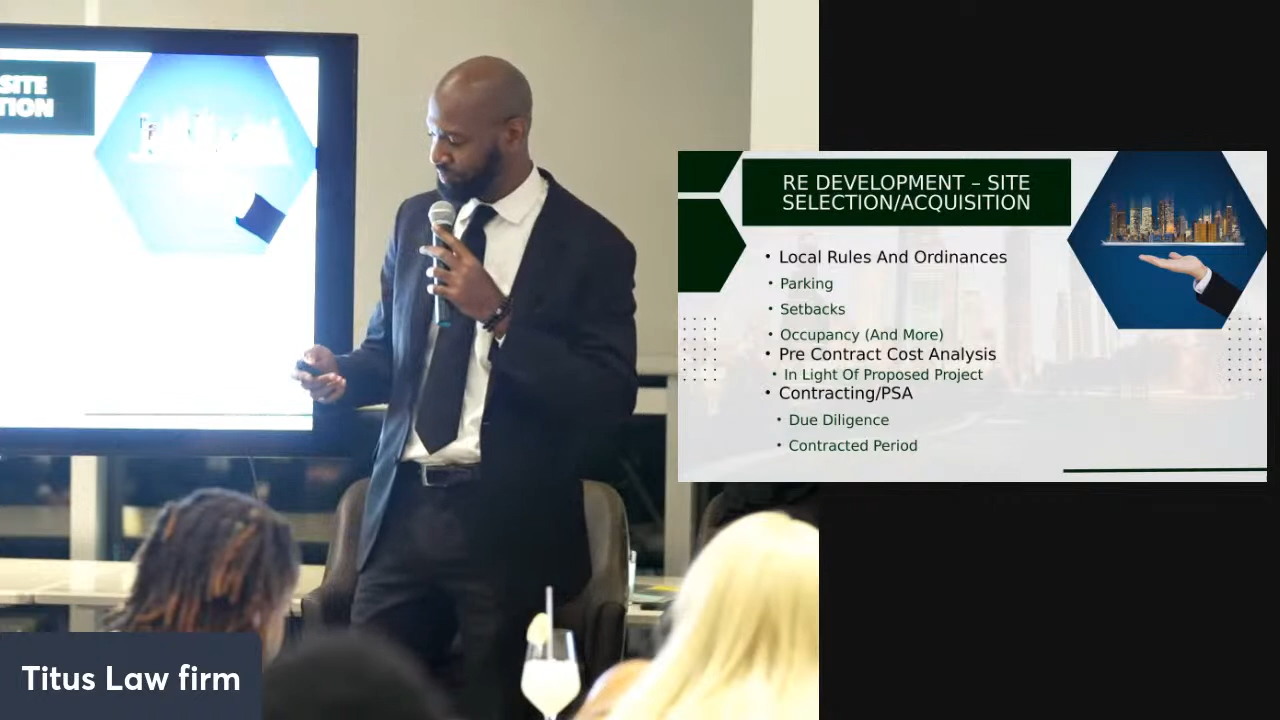 SITE
TION
RE DEVELOPMENT – SITE
SELECTION/ACQUISITION
• Local Rules And Ordinances
• Parking
• Setbacks
• Occupancy (And More)
• Pre Contract Cost Analysis
• In Light Of Proposed Project
• Contracting/PSA
• Due Diligence
• Contracted Period
Titus Law firm